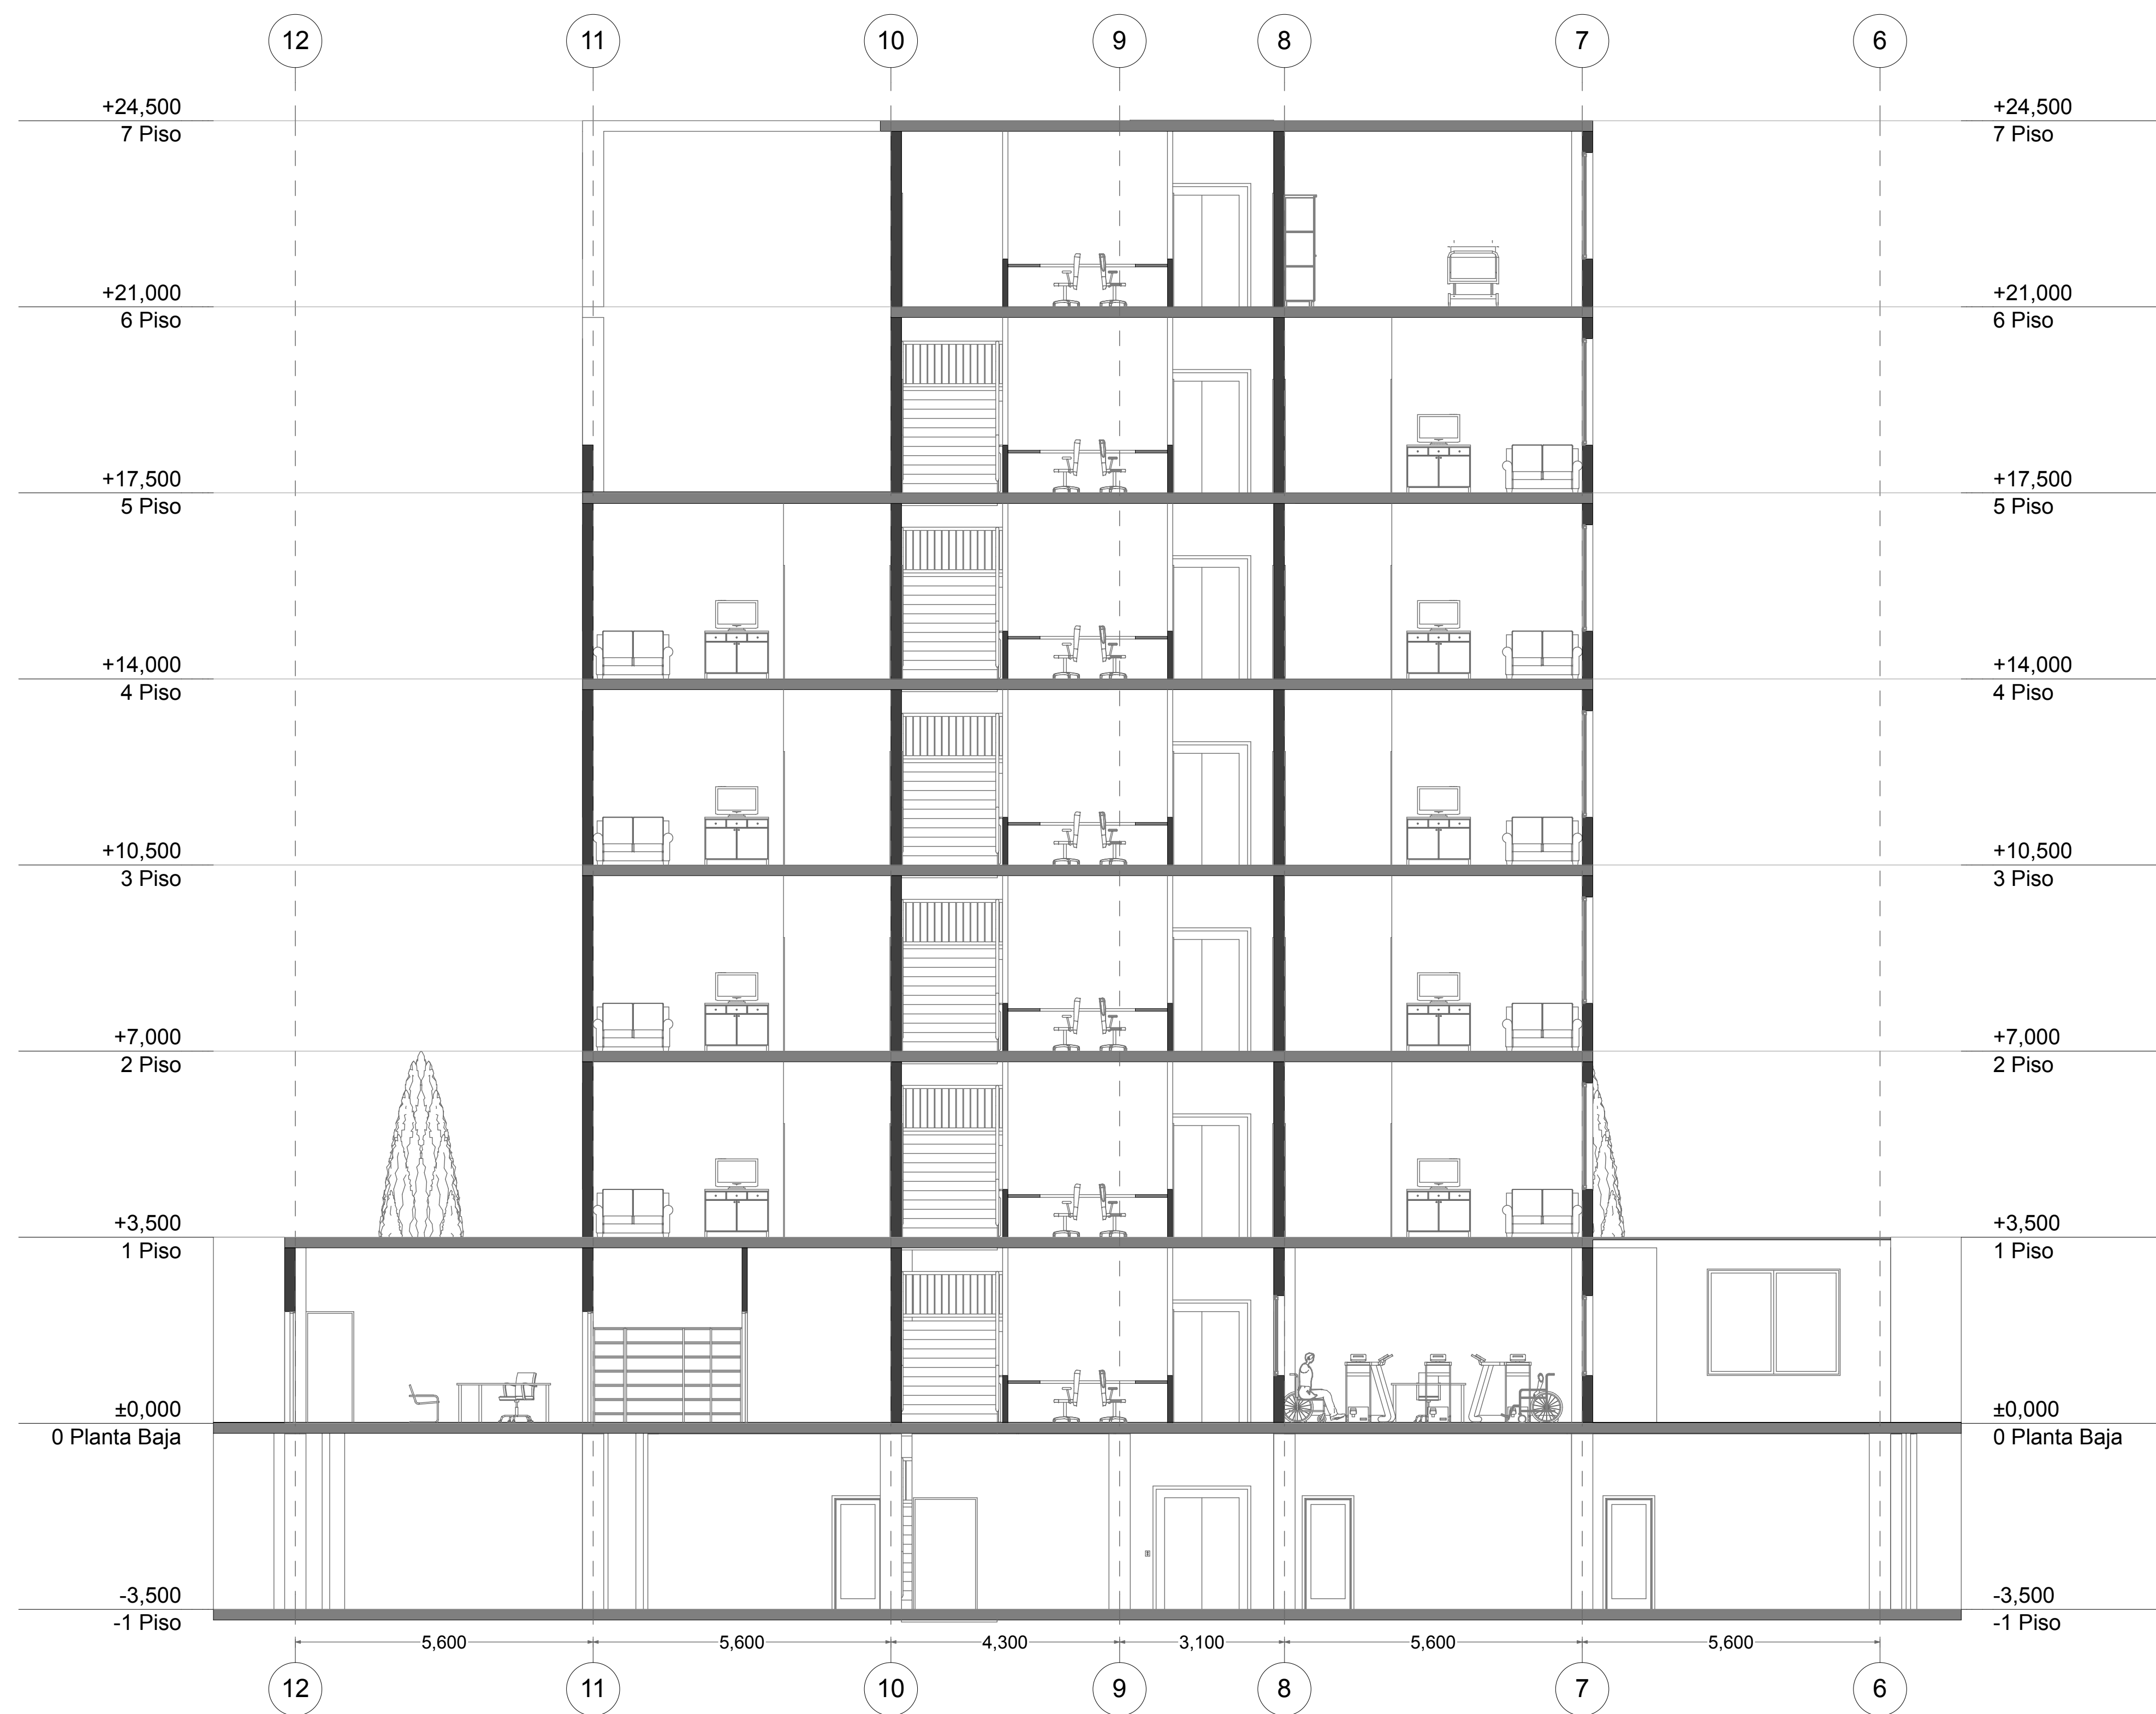 12 11 10 9 8 7 6
+24,500 +24,500
7 Piso 7 Piso
+21,000 +21,000
6 Piso 6 Piso
+17,500 +17,500
5 Piso 5 Piso
+14,000 +14,000
4 Piso 4 Piso
+10,500 +10,500
3 Piso 3 Piso
+7,000 +7,000
2 Piso 2 Piso
+3,500 +3,500
1 Piso 1 Piso
±0,000 ±0,000
0 Planta Baja 0 Planta Baja
-3,500 -3,500
-1 Piso -1 Piso
5,600 5,600 4,300 3,100 5,600 5,600
12 11 10 9 8 7 6